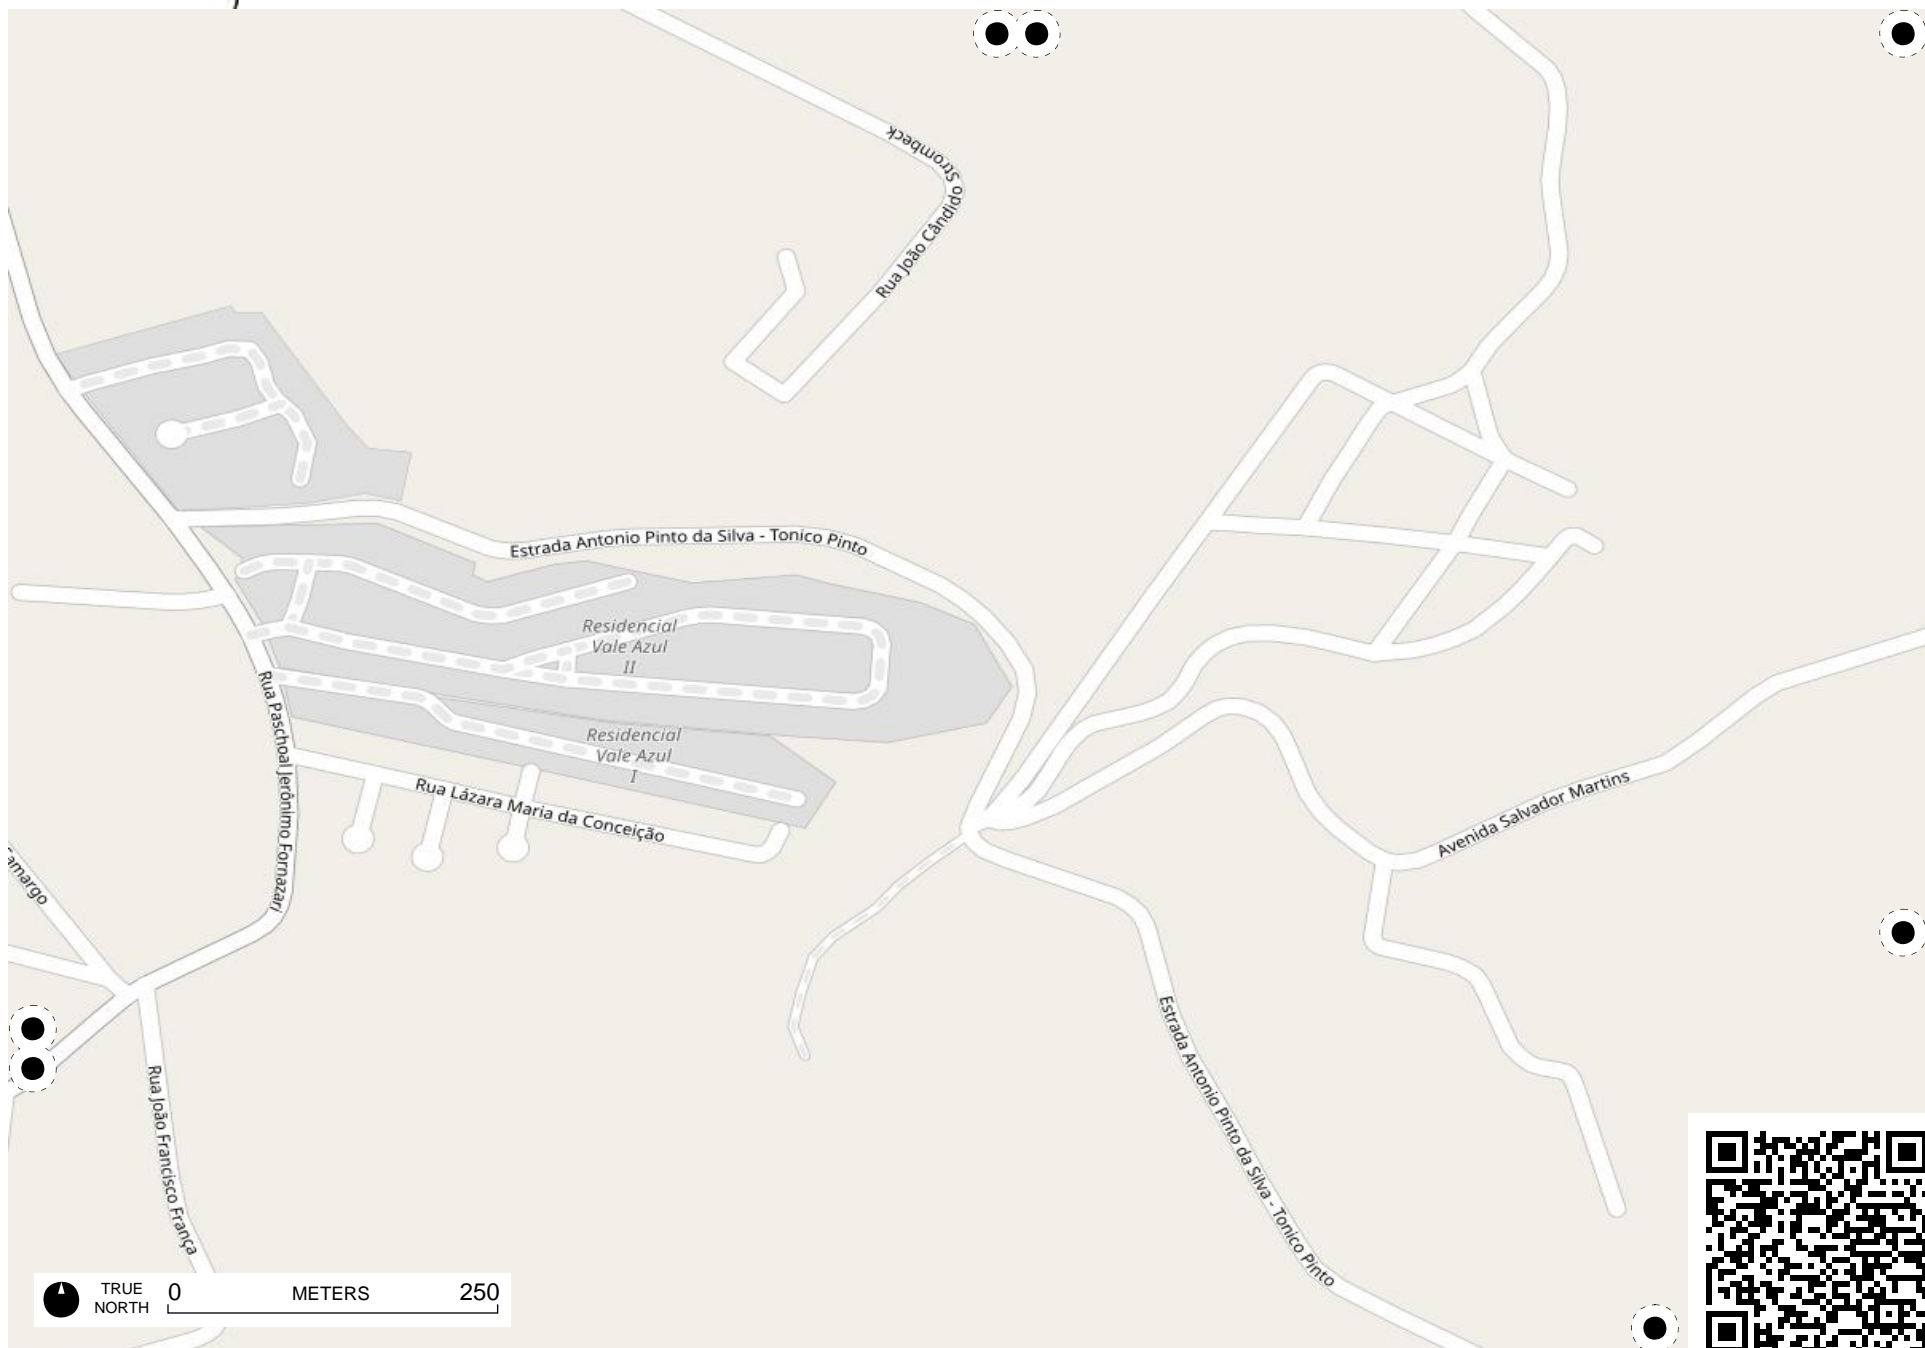 Rua João Cândido Strombeck
Estrada Antonio Pinto da Silva - Tonico Pinto
Residencial
Vale Azul
II
Rua Paschoal Jerônimo Fornazari
Residencial
Vale Azul
I
Rua Lázara Maria da Conceição
Avenida Salvador Martins
Estrada Antonio Pinto da Silva - Tonico Pinto
Rua João Francisco França
TRUE
NORTH
0 METERS 250